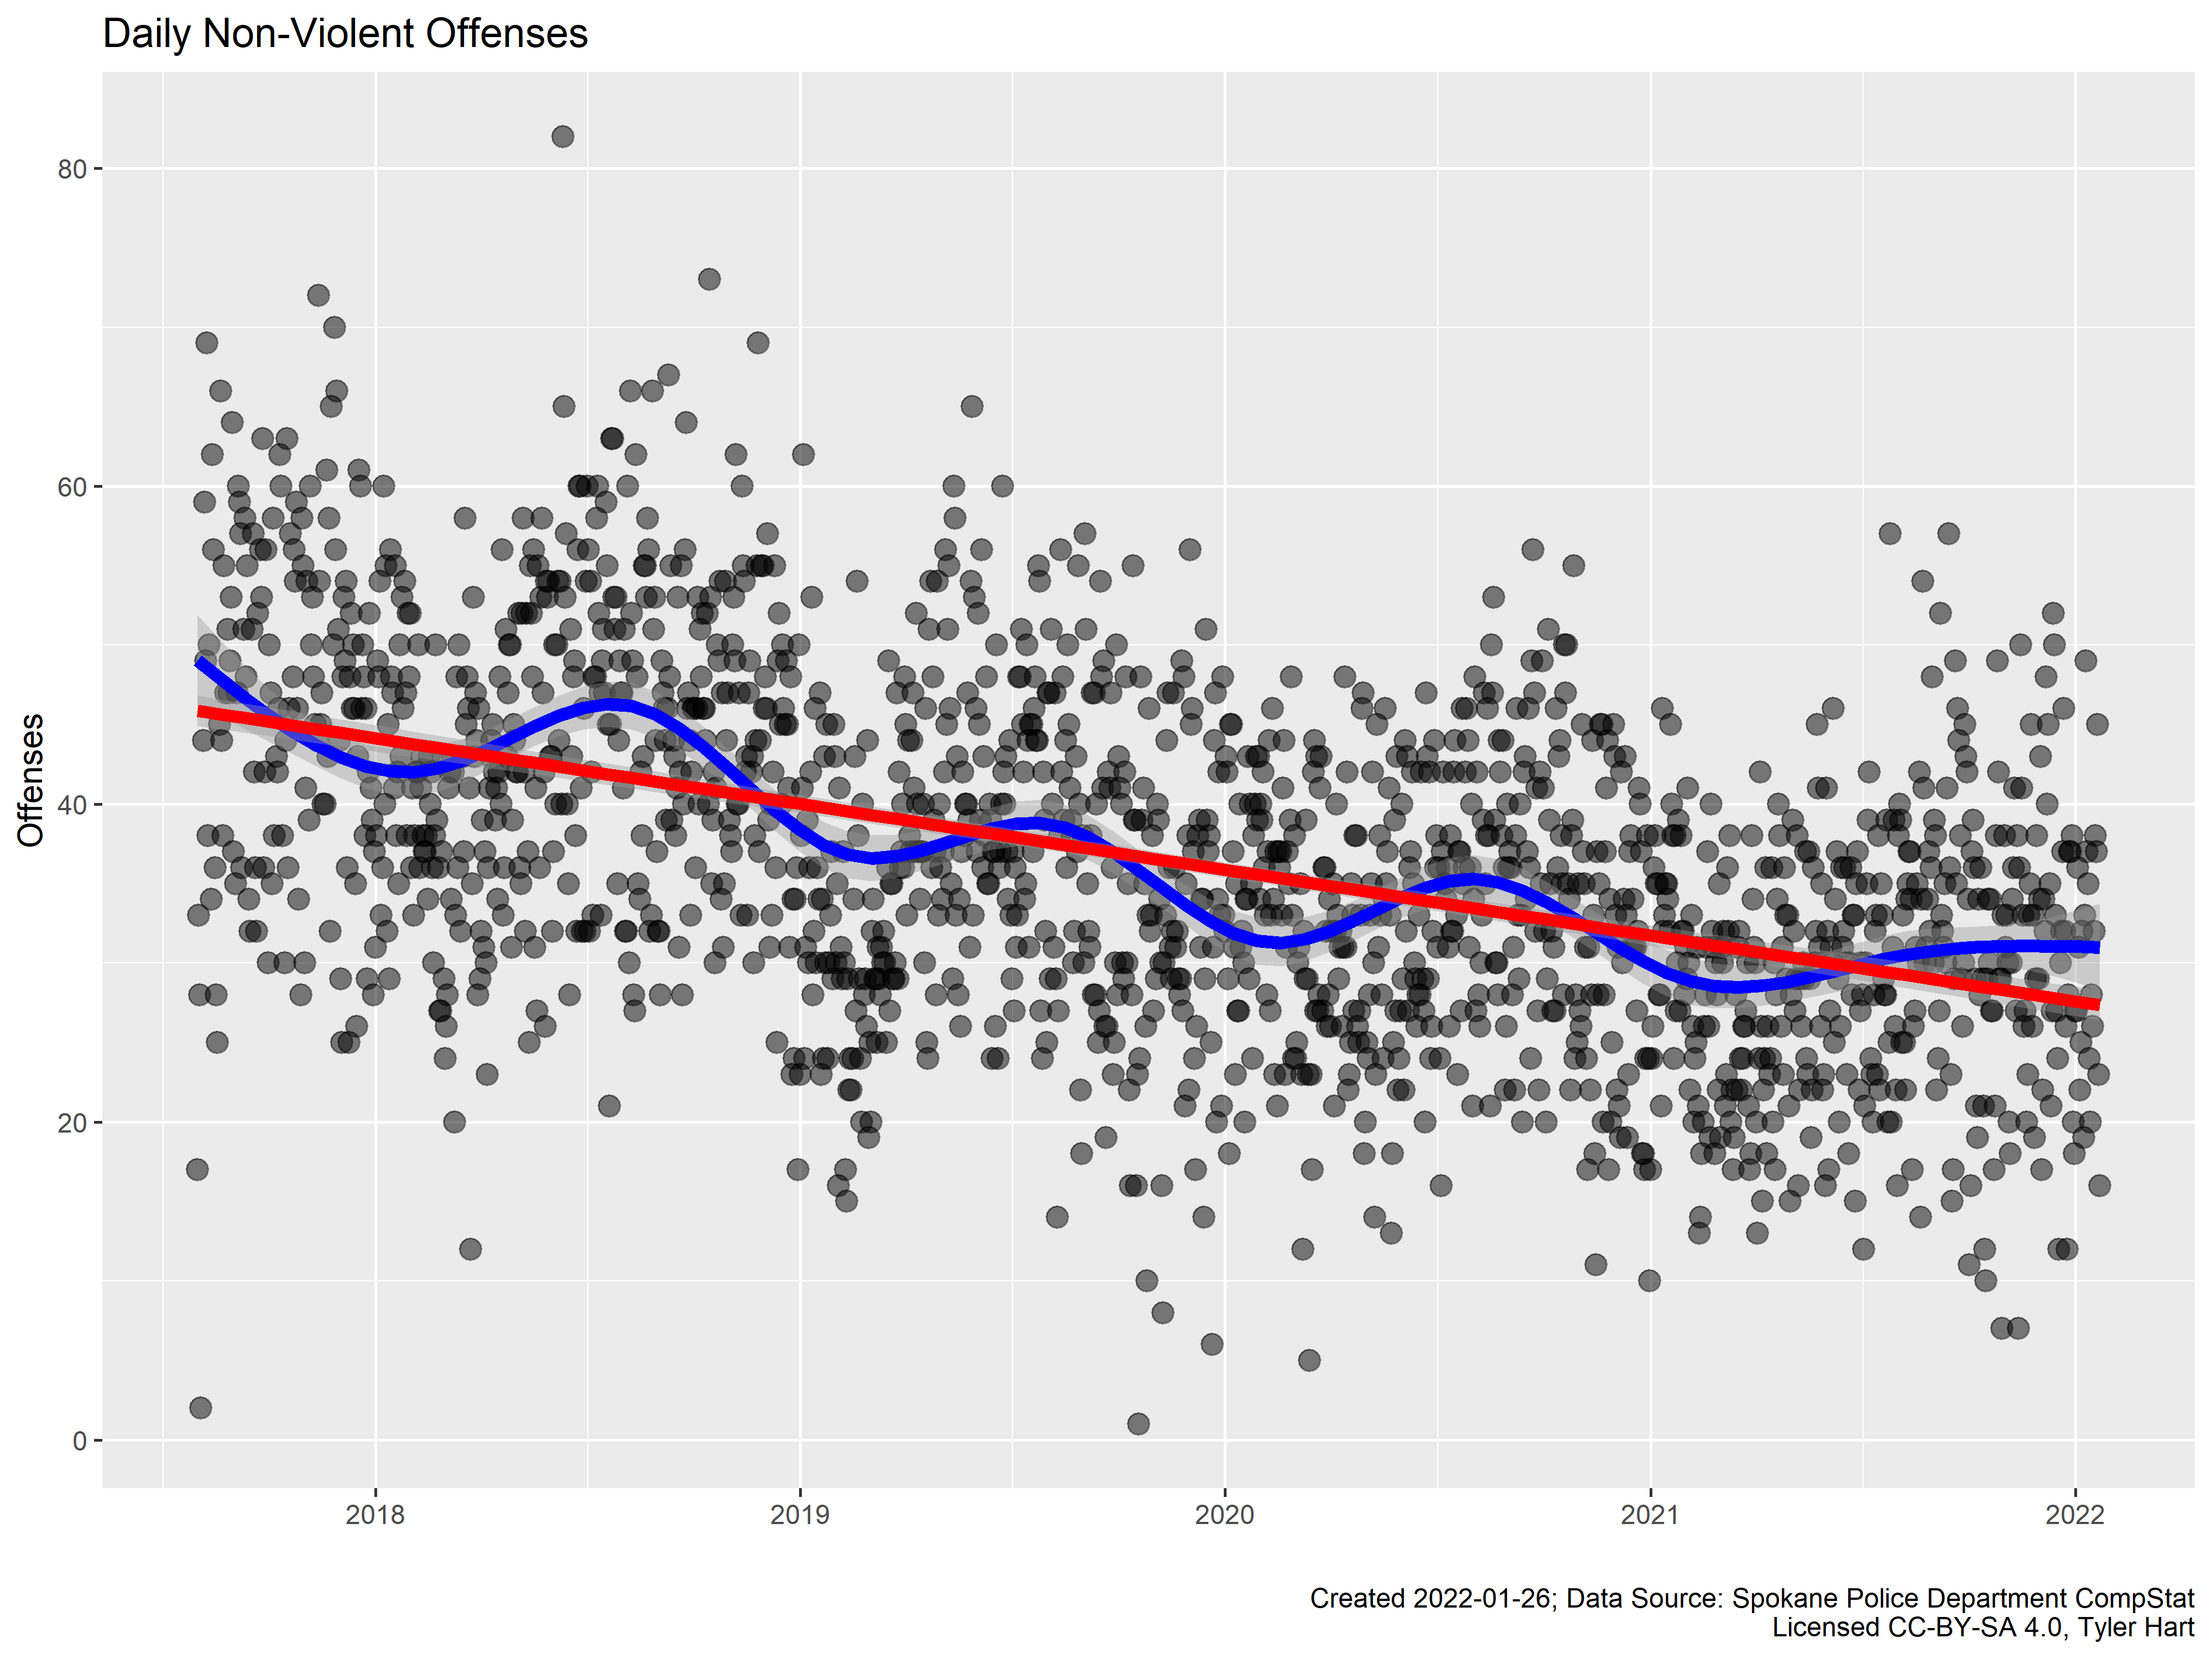 Daily Non-Violent Offenses
Offenses
80
60
40
20
0
2018 2019 2020 2021 2022
Created 2022-01-26; Data Source: Spokane Police Department CompStat
Licensed CC-BY-SA 4.0, Tyler Hart